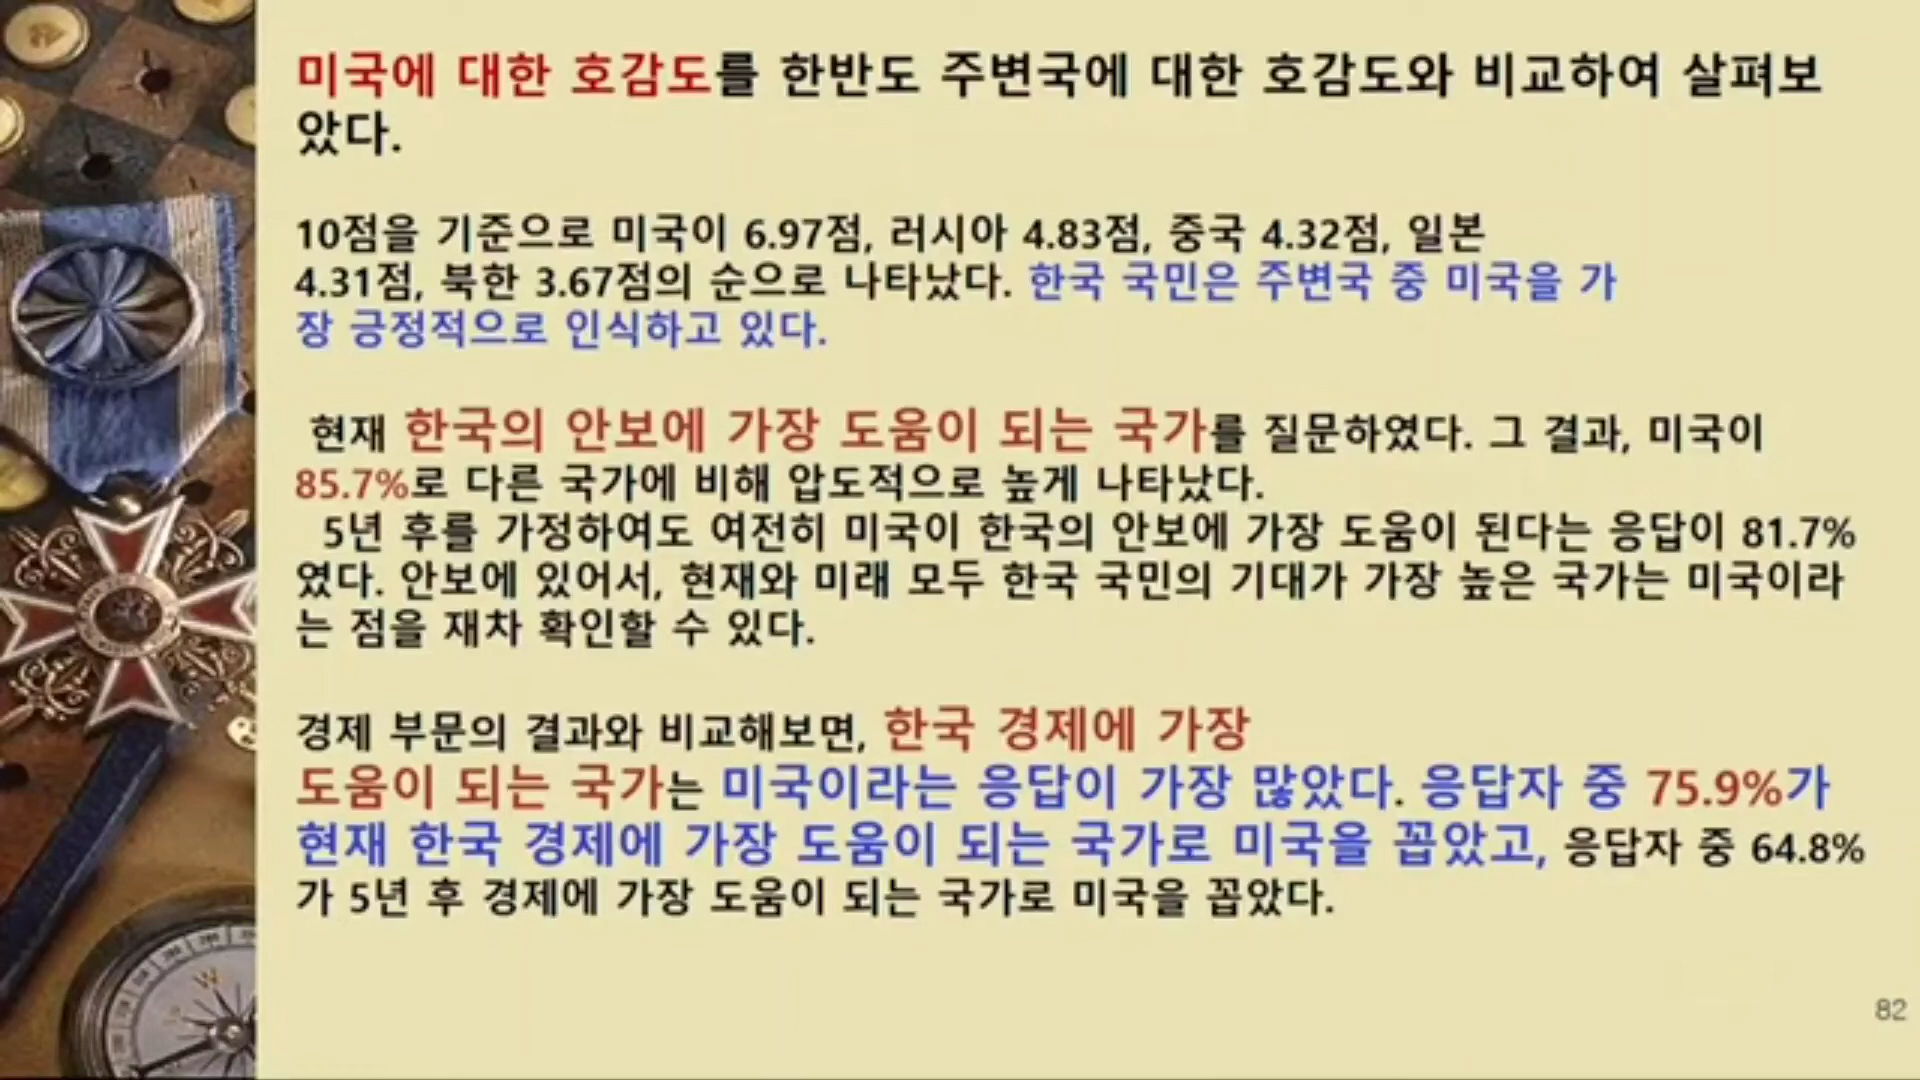 미국에 대한 호감도를 한반도 주변국에 대한 호감도와 비교하여 살펴보
았다.
10점을 기준으로 미국이 6.97점, 러시아 4.83점, 중국 4.32점, 일본
4.31점, 북한 3.67점의 순으로 나타났다. 한국 국민은 주변국 중 미국을 가
장 긍정적으로 인식하고 있다.
현재 한국의 안보에 가장 도움이 되는 국가를 질문하였다. 그 결과, 미국이
85.7%로 다른 국가에 비해 압도적으로 높게 나타났다.
5년 후를 가정하여도 여전히 미국이 한국의 안보에 가장 도움이 된다는 응답이 81.7%
였다. 안보에 있어서, 현재와 미래 모두 한국 국민의 기대가 가장 높은 국가는 미국이라
는 점을 재차 확인할 수 있다.
경제 부문의 결과와 비교해보면, 한국 경제에 가장
도움이 되는 국가는 미국이라는 응답이 가장 많았다. 응답자 중 75.9%가
현재 한국 경제에 가장 도움이 되는 국가로 미국을 꼽았고, 응답자 중 64.8%
가 5년 후 경제에 가장 도움이 되는 국가로 미국을 꼽았다.
82